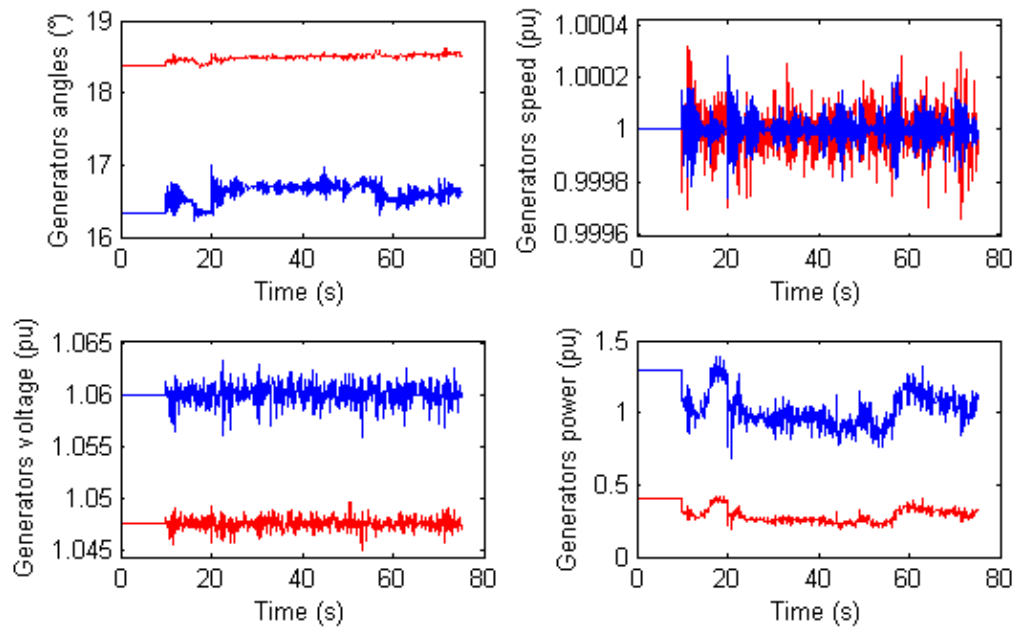 Generators angles (°)
19
18
17
16
0 20 40 60 80
Time (s)
Generators speed (pu)
1.0004
1.0002
1
0.9998
0.9996
0 20 40 60 80
Time (s)
Generators voltage (pu)
1.065
1.06
1.055
1.05
1.045
0 20 40 60 80
Time (s)
Generators power (pu)
1.5
1
0.5
0
0 20 40 60 80
Time (s)